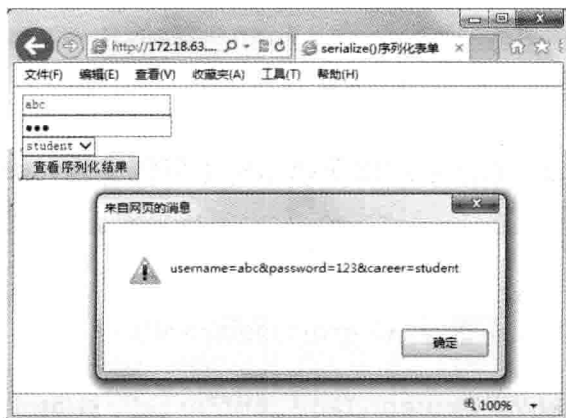 http://172.18.63....
serialize()序列化表单
文件(F) 编辑(E) 查看(V) 收藏夹(A) 工具(T) 帮助(H)
abc
•••
student
查看序列化结果
来自网页的消息
username=abc&password=123&career=student
确定
100%